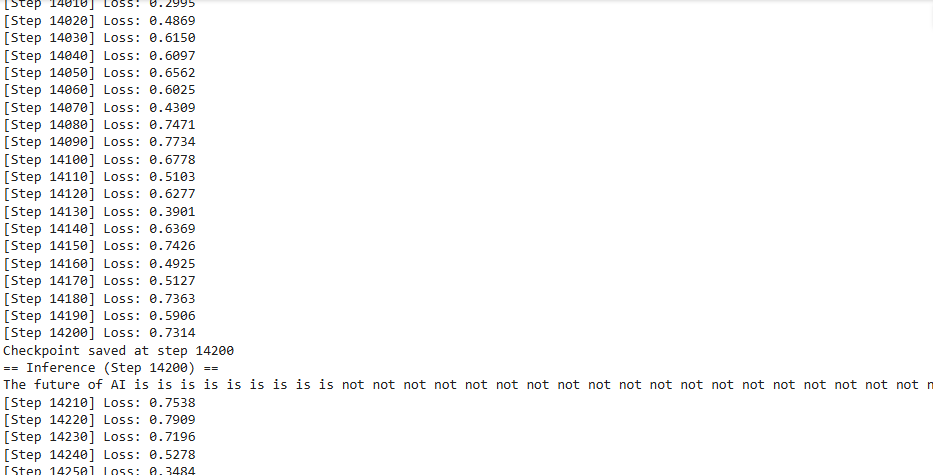 [Step 14010] Loss: 0.2995
[Step 14020] Loss: 0.4869
[Step 14030] Loss: 0.6150
[Step 14040] Loss: 0.6097
[Step 14050] Loss: 0.6562
[Step 14060] Loss: 0.6025
[Step 14070] Loss: 0.4309
[Step 14080] Loss: 0.7471
[Step 14090] Loss: 0.7734
[Step 14100] Loss: 0.6778
[Step 14110] Loss: 0.5103
[Step 14120] Loss: 0.6277
[Step 14130] Loss: 0.3901
[Step 14140] Loss: 0.6369
[Step 14150] Loss: 0.7426
[Step 14160] Loss: 0.4925
[Step 14170] Loss: 0.5127
[Step 14180] Loss: 0.7363
[Step 14190] Loss: 0.5906
[Step 14200] Loss: 0.7314
Checkpoint saved at step 14200
== Inference (Step 14200) ==
The future of AI is is is is is is is is is not not not not not not not not not not not not not not not not not not not n
[Step 14210] Loss: 0.7538
[Step 14220] Loss: 0.7909
[Step 14230] Loss: 0.7196
[Step 14240] Loss: 0.5278
[Step 14250] Loss: 0.3484